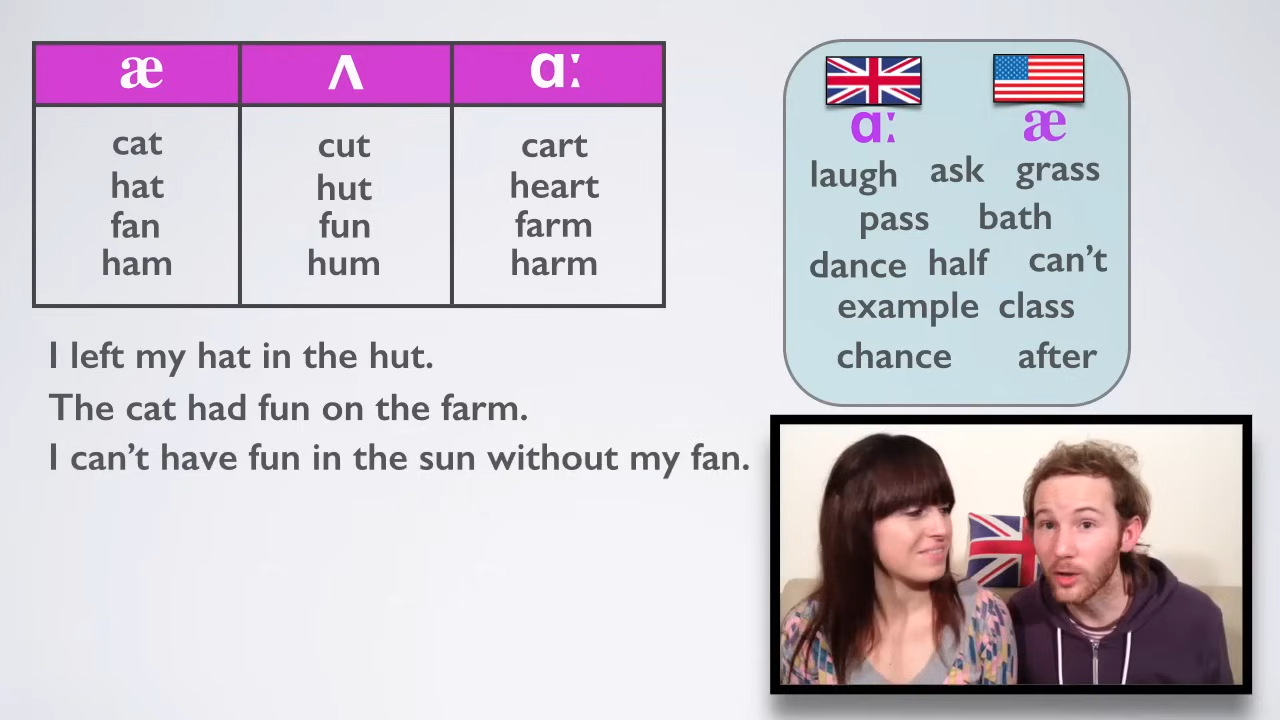 æ ʌ ɑː
cat cut cart
hat hut heart
fan fun farm
ham hum harm
I left my hat in the hut.
The cat had fun on the farm.
I can't have fun in the sun without my fan.
ɑː æ
laugh ask grass
pass bath
dance half can't
example class
chance after